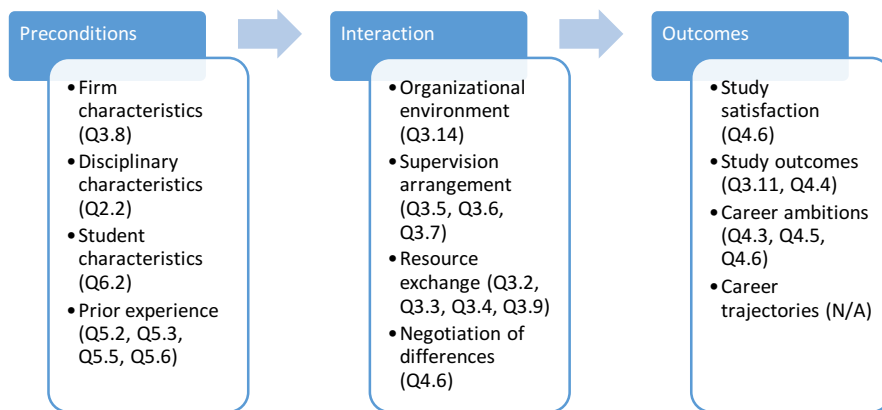 Preconditions
•Firm
characteristics
(Q3.8)
•Disciplinary
characteristics
(Q2.2)
•Student
characteristics
(Q6.2)
•Prior experience
(Q5.2, Q5.3,
Q5.5, Q5.6)
Interaction
•Organizational
environment
(Q3.14)
•Supervision
arrangement
(Q3.5, Q3.6,
Q3.7)
•Resource
exchange (Q3.2,
Q3.3, Q3.4, Q3.9)
•Negotiation of
differences
(Q4.6)
Outcomes
•Study
satisfaction
(Q4.6)
•Study outcomes
(Q3.11, Q4.4)
•Career ambitions
(Q4.3, Q4.5,
Q4.6)
•Career
trajectories (N/A)